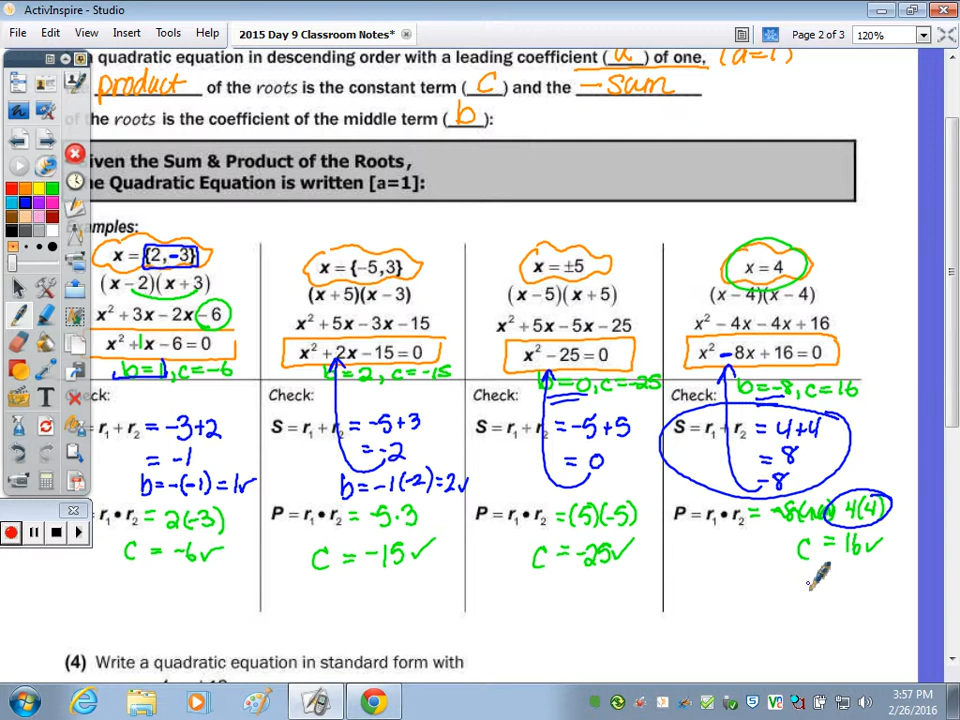 ActivInspire - Studio
File Edit View Insert Tools Help 2015 Day 9 Classroom Notes* Page 2 of 3 120%
quadratic equation in descending order with a leading coefficient (a) of one, (a=1)
product of the roots is the constant term (C) and the -sum
the roots is the coefficient of the middle term (b):
iven the Sum & Product of the Roots,
he Quadratic Equation is written [a=1]:
xamples:
x = {2,-3}
(x-2)(x+3)
x² + 3x - 2x - 6
x² + 1x - 6 = 0
b=1, c=-6
x = {-5,3}
(x+5)(x-3)
x² + 5x - 3x - 15
x² + 2x - 15 = 0
b=2, c=-15
x = ±5
(x-5)(x+5)
x² + 5x - 5x - 25
x² - 25 = 0
b=0, c=-25
x = 4
(x-4)(x-4)
x² - 4x - 4x + 16
x² - 8x + 16 = 0
b=-8, c=16
heck:
= r₁ + r₂ = -3+2
= -1
b=-(-1)=1✓
= r₁ • r₂ = 2(-3)
C = -6✓
Check:
S = r₁ + r₂ = -5+3
= -2
b=-1(-2)=2✓
P = r₁ • r₂ = -5·3
C = -15✓
Check:
S = r₁ + r₂ = -5+5
= 0
P = r₁ • r₂ = (5)(-5)
C = -25✓
Check:
S = r₁ + r₂ = 4+4
= 8
-8
P = r₁ • r₂ = 4(4)
C = 16✓
(4) Write a quadratic equation in standard form with
3:57 PM
2/26/2016